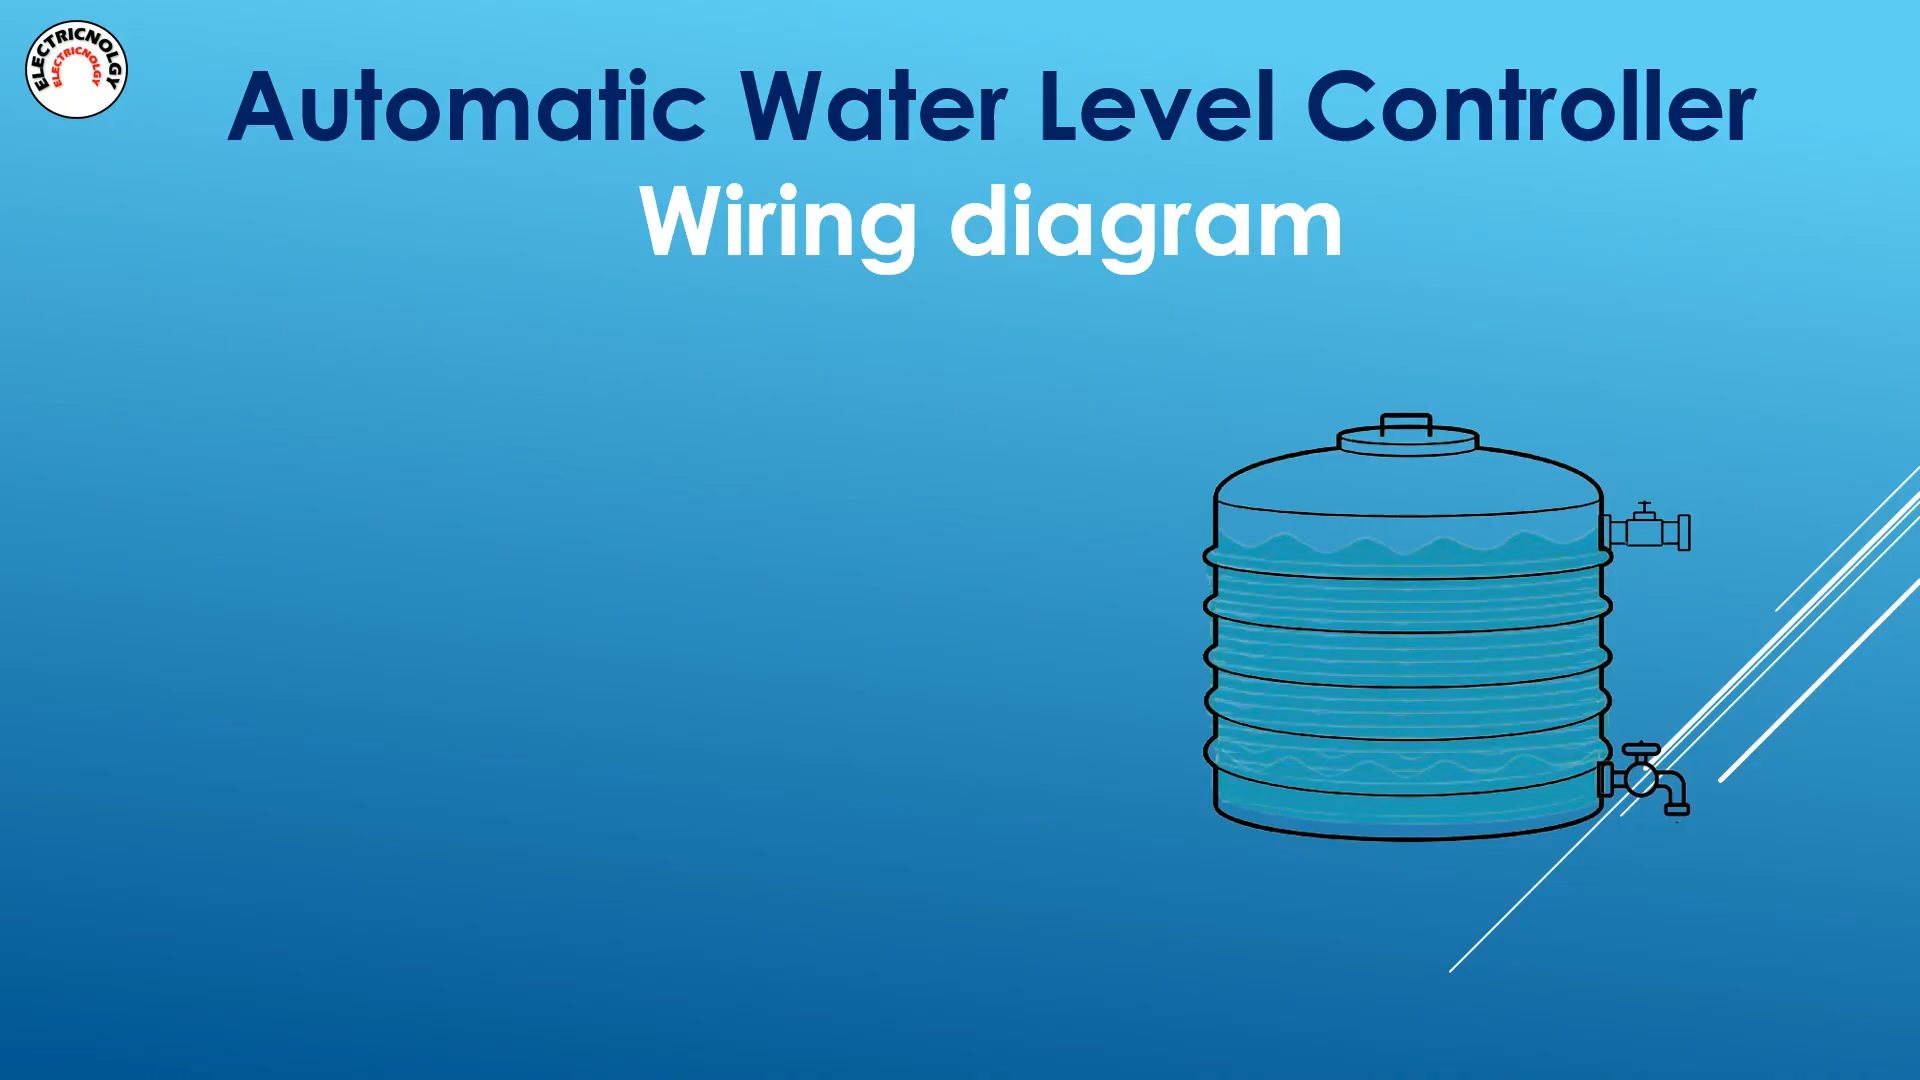 ELECTRICNOLGY
ELECTRICNOLGY
Automatic Water Level Controller
Wiring diagram